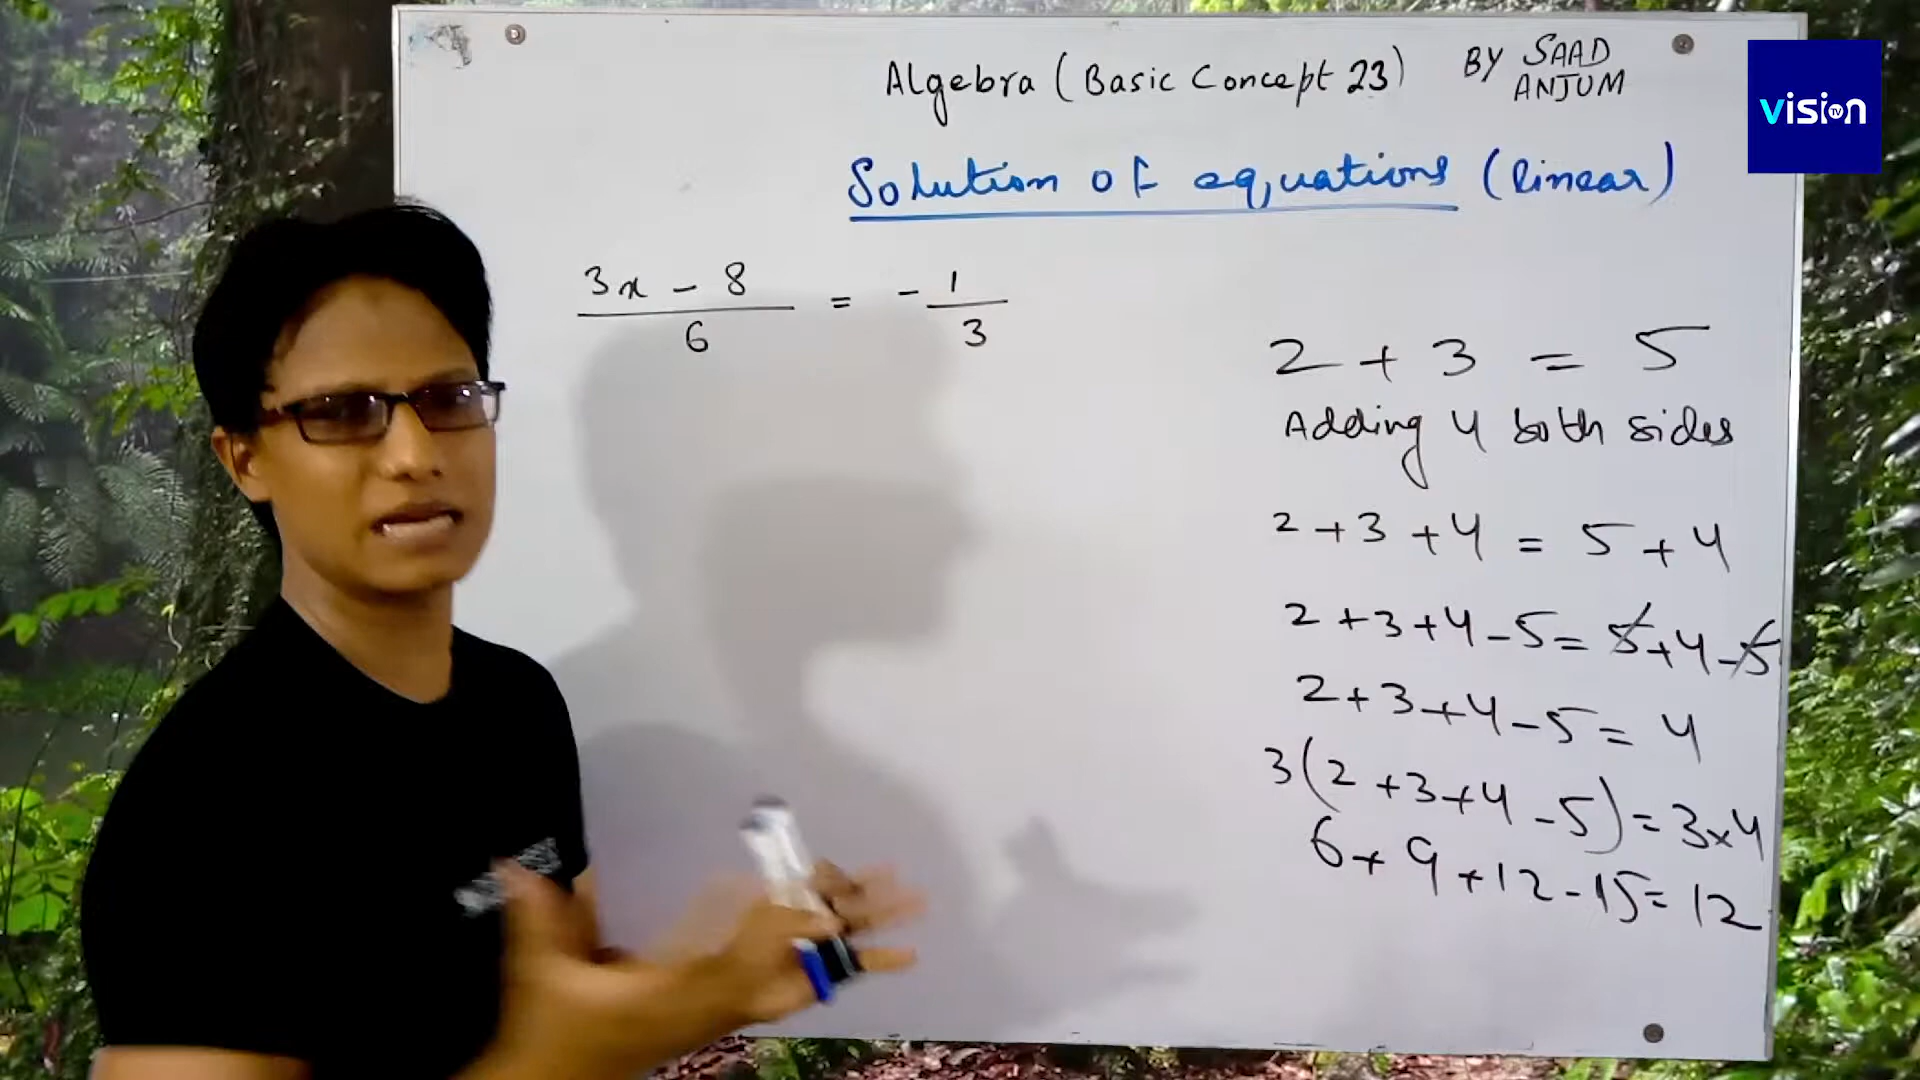 Algebra (Basic Concept 23) BY SAAD ANJUM
vision TV
Solution of equations (linear)
3x - 8 / 6 = - 1 / 3
2 + 3 = 5
Adding 4 both sides
2 + 3 + 4 = 5 + 4
2 + 3 + 4 - 5 = 5 + 4 - 5
2 + 3 + 4 - 5 = 4
3(2 + 3 + 4 - 5) = 3x4
6 + 9 + 12 - 15 = 12